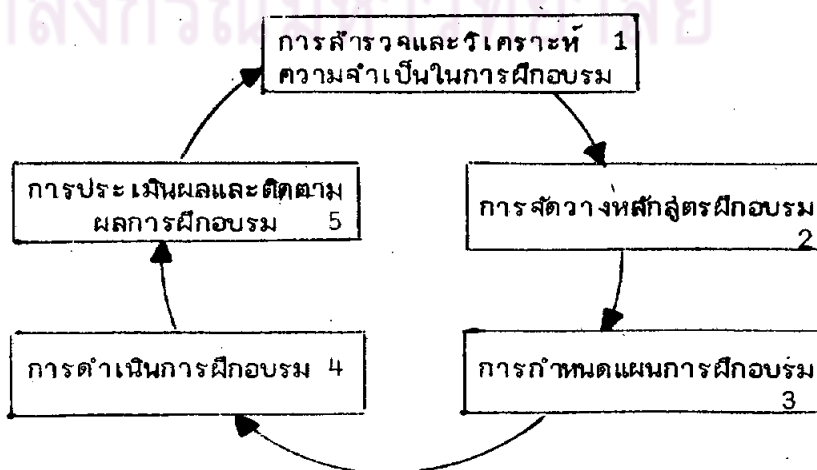 การสำรวจและวิเคราะห์ 1
ความจำเป็นในการฝึกอบรม
การจัดวางหลักสูตรฝึกอบรม
2
การกำหนดแผนการฝึกอบรม
3
การดำเนินการฝึกอบรม 4
การประเมินผลและติดตาม
ผลการฝึกอบรม 5